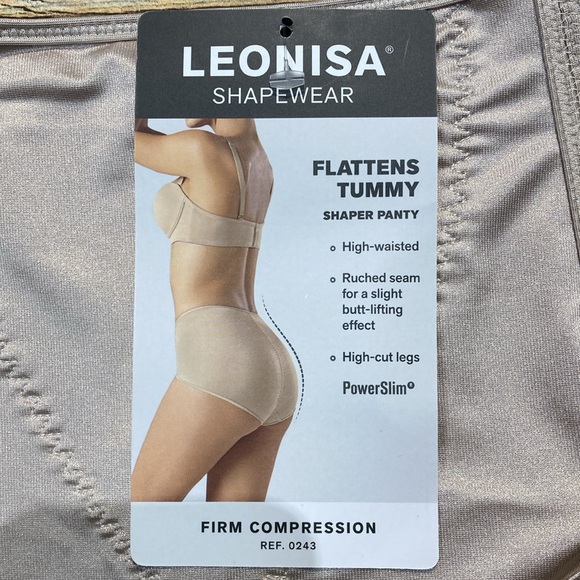 LEONISA®
SHAPEWEAR
FLATTENS
TUMMY
SHAPER PANTY
High-waisted
Ruched seam
for a slight
butt-lifting
effect
High-cut legs
PowerSlim®
FIRM COMPRESSION
REF. 0243